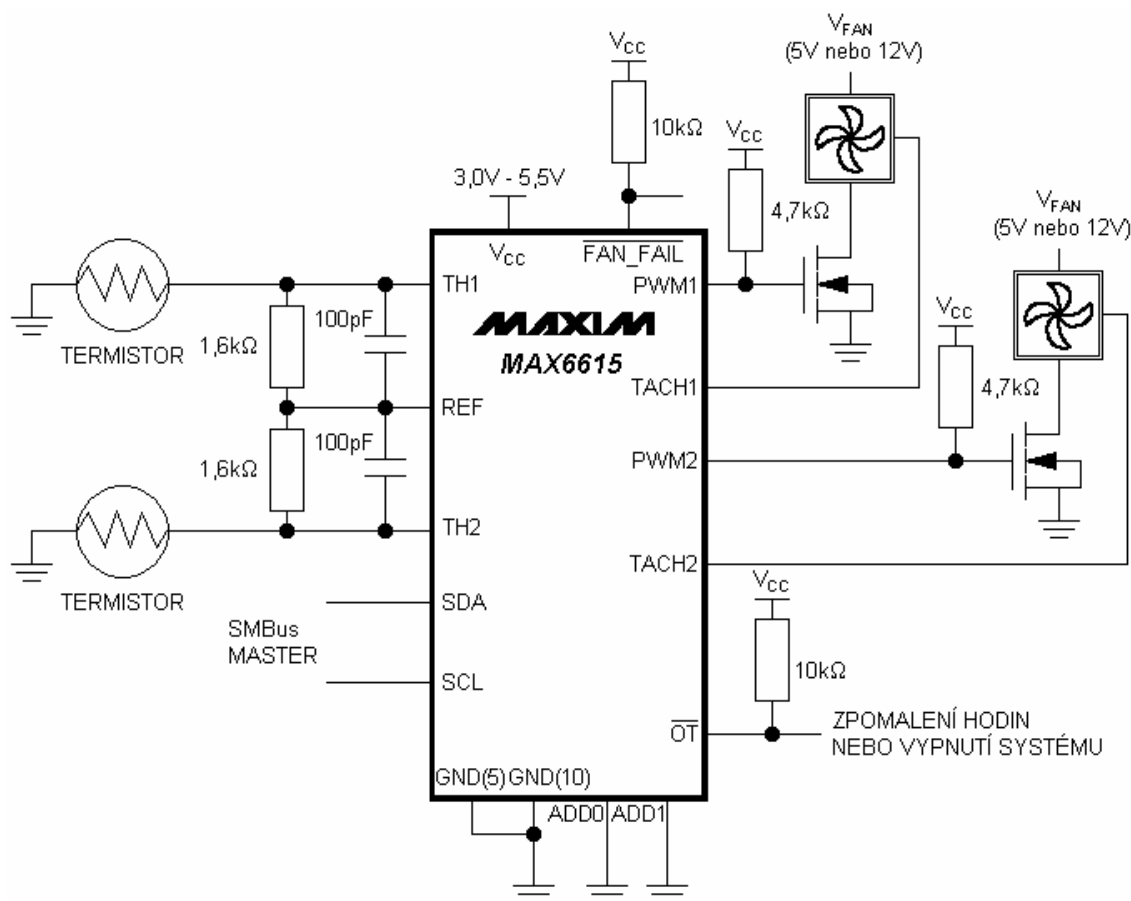 VCC
VFAN
(5V nebo 12V)
10kΩ
VCC
3,0V - 5,5V
4,7kΩ
VFAN
(5V nebo 12V)
VCC
FAN_FAIL
TH1
PWM1
100pF
MAXIM
VCC
1,6kΩ
TERMISTOR
MAX6615
TACH1
4,7kΩ
REF
100pF
1,6kΩ
PWM2
TH2
TACH2
VCC
TERMISTOR
SDA
SMBus
MASTER
10kΩ
SCL
OT
ZPOMALENÍ HODIN
NEBO VYPNUTÍ SYSTÉMU
GND(5) GND(10)
ADD0 ADD1